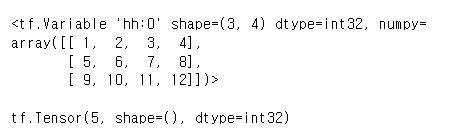 <tf.Variable 'hh:0' shape=(3, 4) dtype=int32, numpy=
array([[ 1,  2,  3,  4],
       [ 5,  6,  7,  8],
       [ 9, 10, 11, 12]])>
tf.Tensor(5, shape=(), dtype=int32)